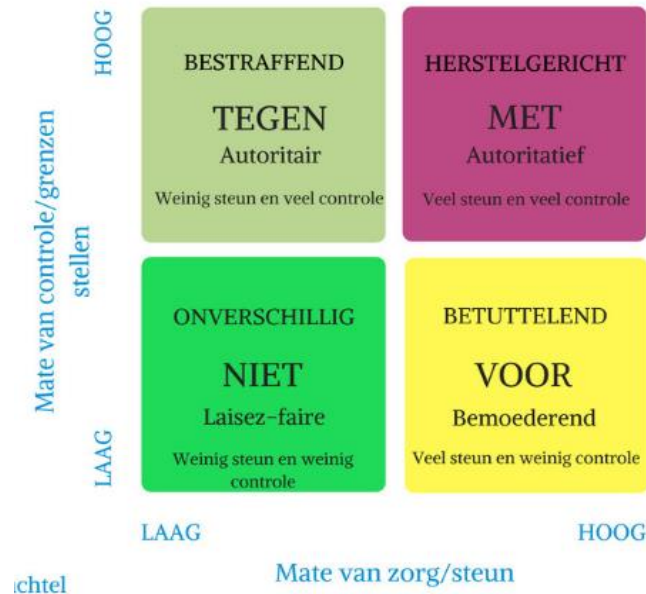 HOOG
Mate van controle/grenzen
stellen
LAAG
BESTRAFFEND
TEGEN
Autoritair
Weinig steun en veel controle
HERSTELGERICHT
MET
Autoritatief
Veel steun en veel controle
ONVERSCHILLIG
NIET
Laisez-faire
Weinig steun en weinig
controle
BETUTTELEND
VOOR
Bemoederend
Veel steun en weinig controle
LAAG
HOOG
Mate van zorg/steun